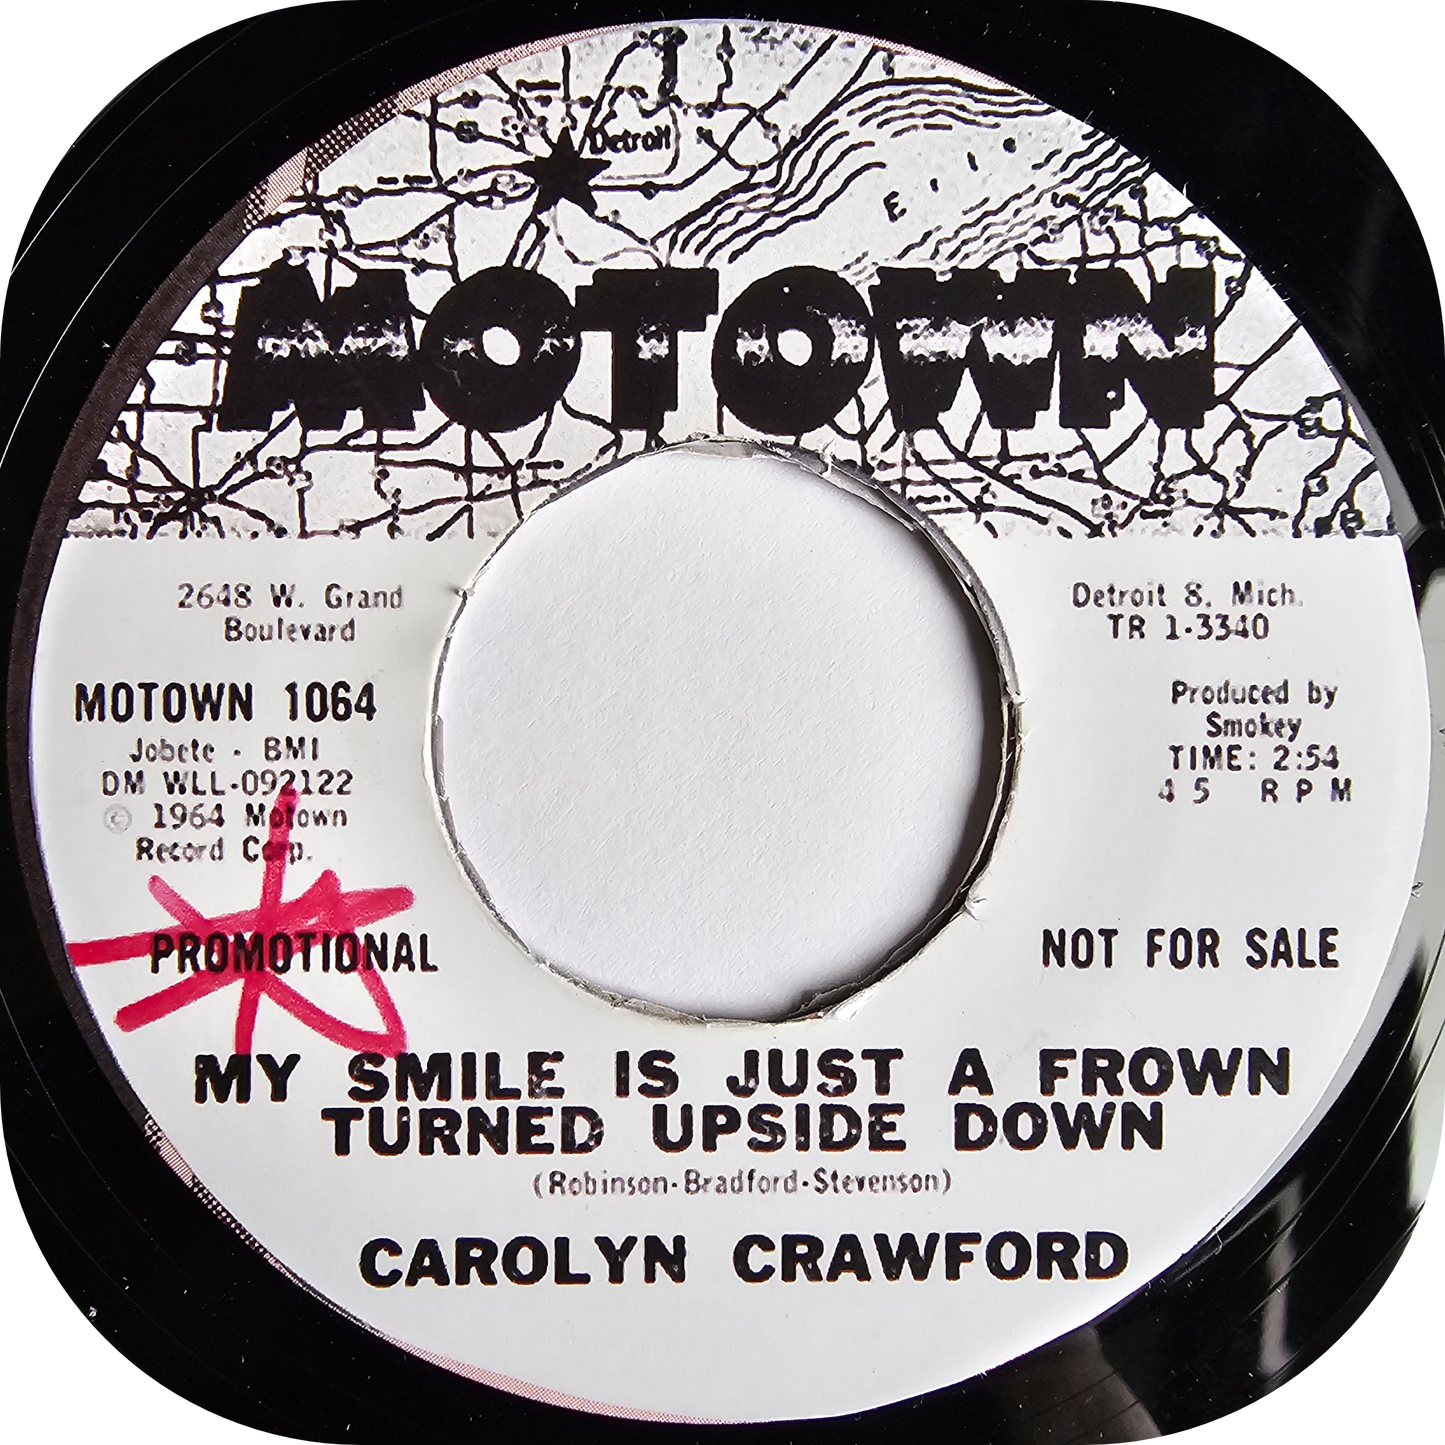 Detroit
E r i e
MOTOWN
2648 W. Grand
Boulevard
Detroit 8, Mich.
TR 1-3340
MOTOWN 1064
Jobete - BMI
DM WLL-092122
© 1964 Motown
Record Corp.
Produced by
Smokey
TIME: 2:54
45 RPM
PROMOTIONAL
NOT FOR SALE
MY SMILE IS JUST A FROWN
TURNED UPSIDE DOWN
(Robinson-Bradford-Stevenson)
CAROLYN CRAWFORD